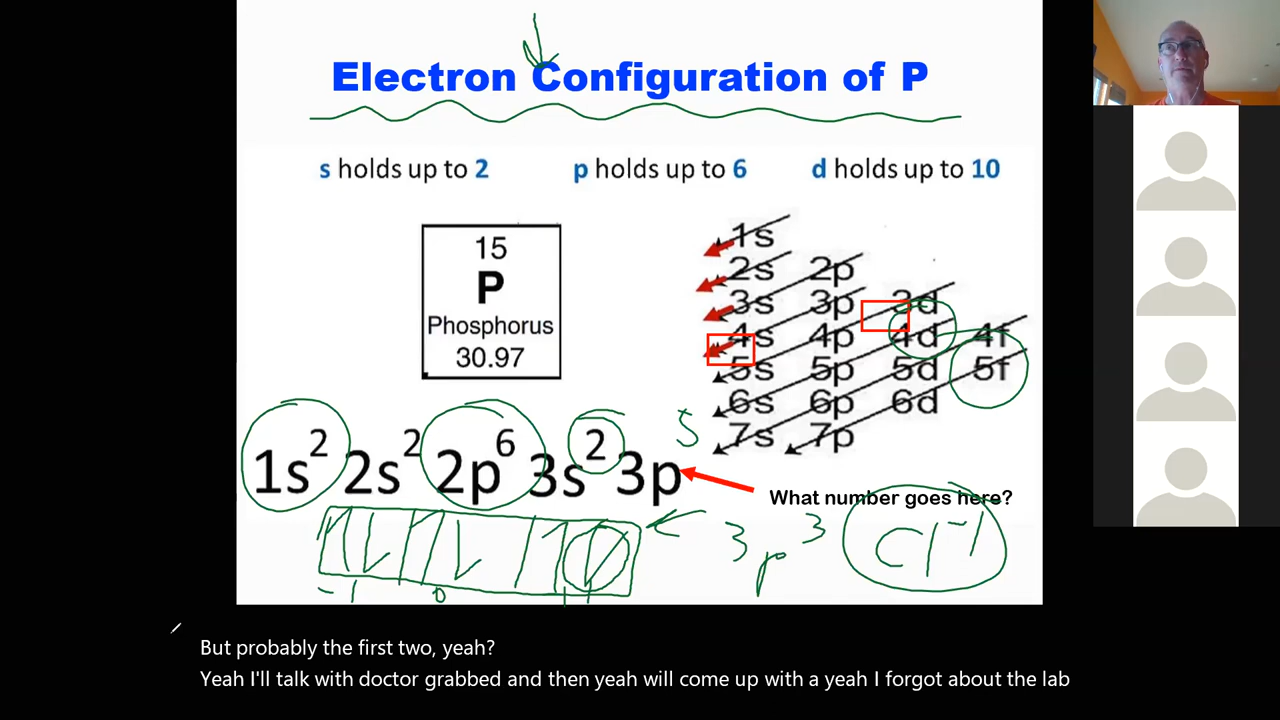 Electron Configuration of P
s holds up to 2 p holds up to 6 d holds up to 10
15
P
Phosphorus
30.97
1s
2s 2p
3s 3p 3d
4s 4p 4d 4f
5s 5p 5d 5f
6s 6p 6d
7s 7p
1s² 2s² 2p⁶ 3s² 3p
5
What number goes here?
3p³
Cl⁻¹
-1 0 +1
But probably the first two, yeah?
Yeah I'll talk with doctor grabbed and then yeah will come up with a yeah I forgot about the lab